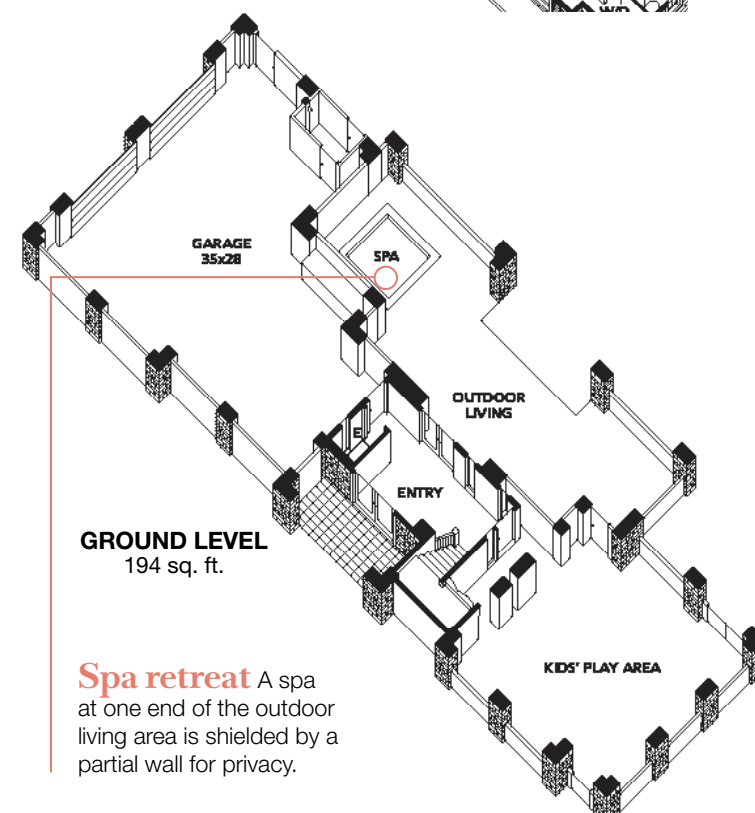 W/D
GARAGE
35x28
SPA
OUTDOOR
LIVING
E
ENTRY
GROUND LEVEL
194 sq. ft.
KIDS' PLAY AREA
Spa retreat A spa
at one end of the outdoor
living area is shielded by a
partial wall for privacy.